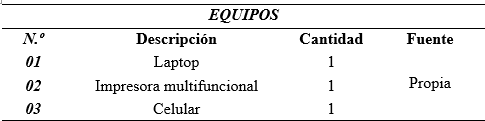 EQUIPOS
N.º Descripción Cantidad Fuente
01 Laptop 1
02 Impresora multifuncional 1 Propia
03 Celular 1